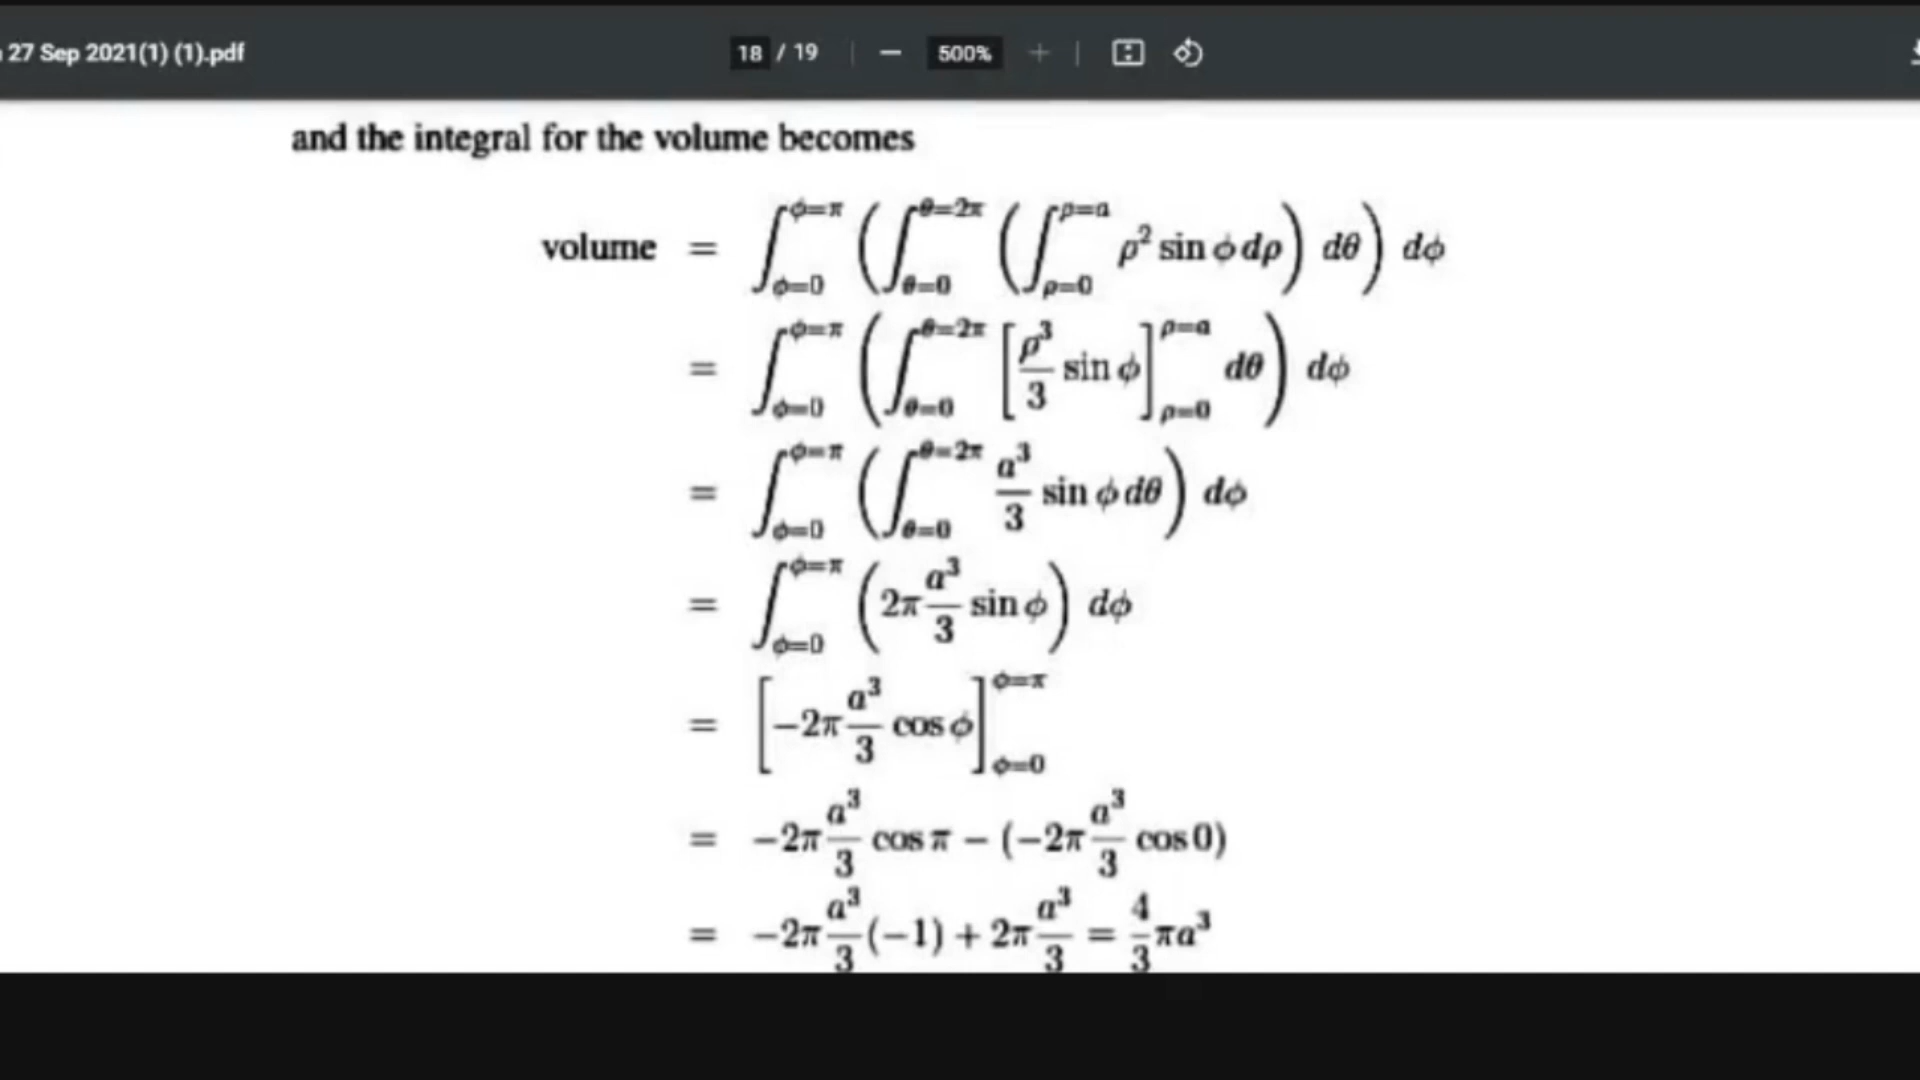 27 Sep 2021(1) (1).pdf 18 / 19 − 500% +
and the integral for the volume becomes
volume = ∫_{ϕ=0}^{ϕ=π} (∫_{θ=0}^{θ=2π} (∫_{ρ=0}^{ρ=a} ρ² sin ϕ dρ) dθ) dϕ
= ∫_{ϕ=0}^{ϕ=π} (∫_{θ=0}^{θ=2π} [ρ³/3 sin ϕ]_{ρ=0}^{ρ=a} dθ) dϕ
= ∫_{ϕ=0}^{ϕ=π} (∫_{θ=0}^{θ=2π} a³/3 sin ϕ dθ) dϕ
= ∫_{ϕ=0}^{ϕ=π} (2π a³/3 sin ϕ) dϕ
= [−2π a³/3 cos ϕ]_{ϕ=0}^{ϕ=π}
= −2π a³/3 cos π − (−2π a³/3 cos 0)
= −2π a³/3 (−1) + 2π a³/3 = 4/3 πa³